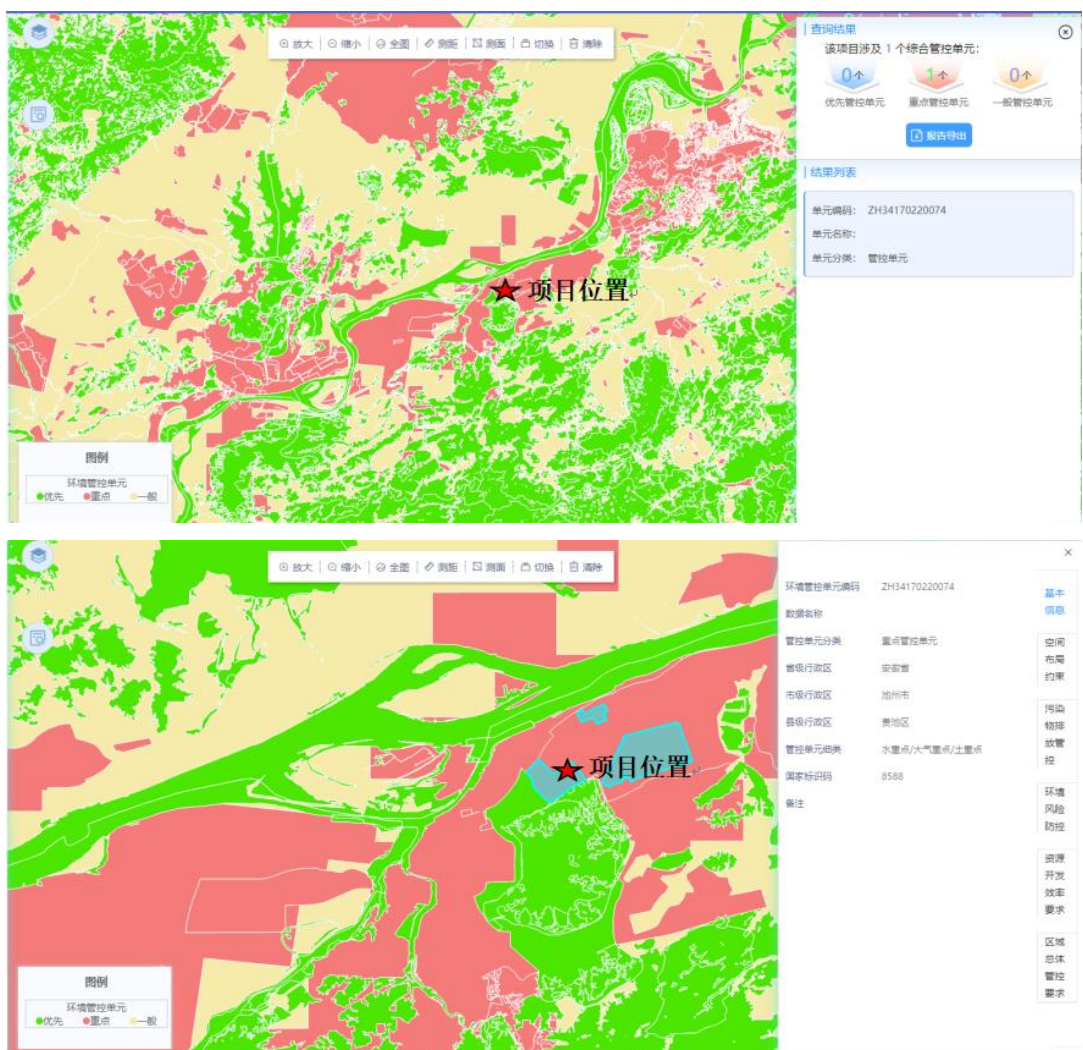 放大 缩小 全图 测距 测面 切换 清除
查询结果
该项目涉及 1 个综合管控单元：
0个 1个 0个
优先管控单元 重点管控单元 一般管控单元
报告导出
结果列表
单元编码： ZH34170220074
单元名称：
单元分类： 管控单元
项目位置
图例
环境管控单元
优先 重点 一般
放大 缩小 全图 测距 测面 切换 清除
环境管控单元编码 ZH34170220074
数据名称
管控单元分类 重点管控单元
省级行政区 安徽省
市级行政区 池州市
县级行政区 贵池区
管控单元细类 水重点/大气重点/土重点
国家标识码 8588
备注
基本
信息
空间
布局
约束
污染
物排
放管
控
环境
风险
防控
资源
开发
效率
要求
区域
总体
管控
要求
项目位置
图例
环境管控单元
优先 重点 一般